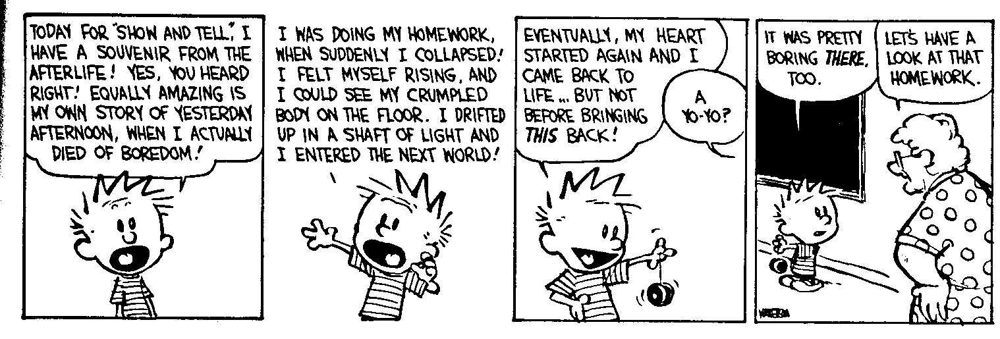 TODAY FOR "SHOW AND TELL", I
HAVE A SOUVENIR FROM THE
AFTERLIFE! YES, YOU HEARD
RIGHT! EQUALLY AMAZING IS
MY OWN STORY OF YESTERDAY
AFTERNOON, WHEN I ACTUALLY
DIED OF BOREDOM!
I WAS DOING MY HOMEWORK,
WHEN SUDDENLY I COLLAPSED!
I FELT MYSELF RISING, AND
I COULD SEE MY CRUMPLED
BODY ON THE FLOOR. I DRIFTED
UP IN A SHAFT OF LIGHT AND
I ENTERED THE NEXT WORLD!
EVENTUALLY, MY HEART
STARTED AGAIN AND I
CAME BACK TO
LIFE... BUT NOT
BEFORE BRINGING
THIS BACK!
A
YO-YO?
IT WAS PRETTY
BORING THERE,
TOO.
LET'S HAVE A
LOOK AT THAT
HOMEWORK.